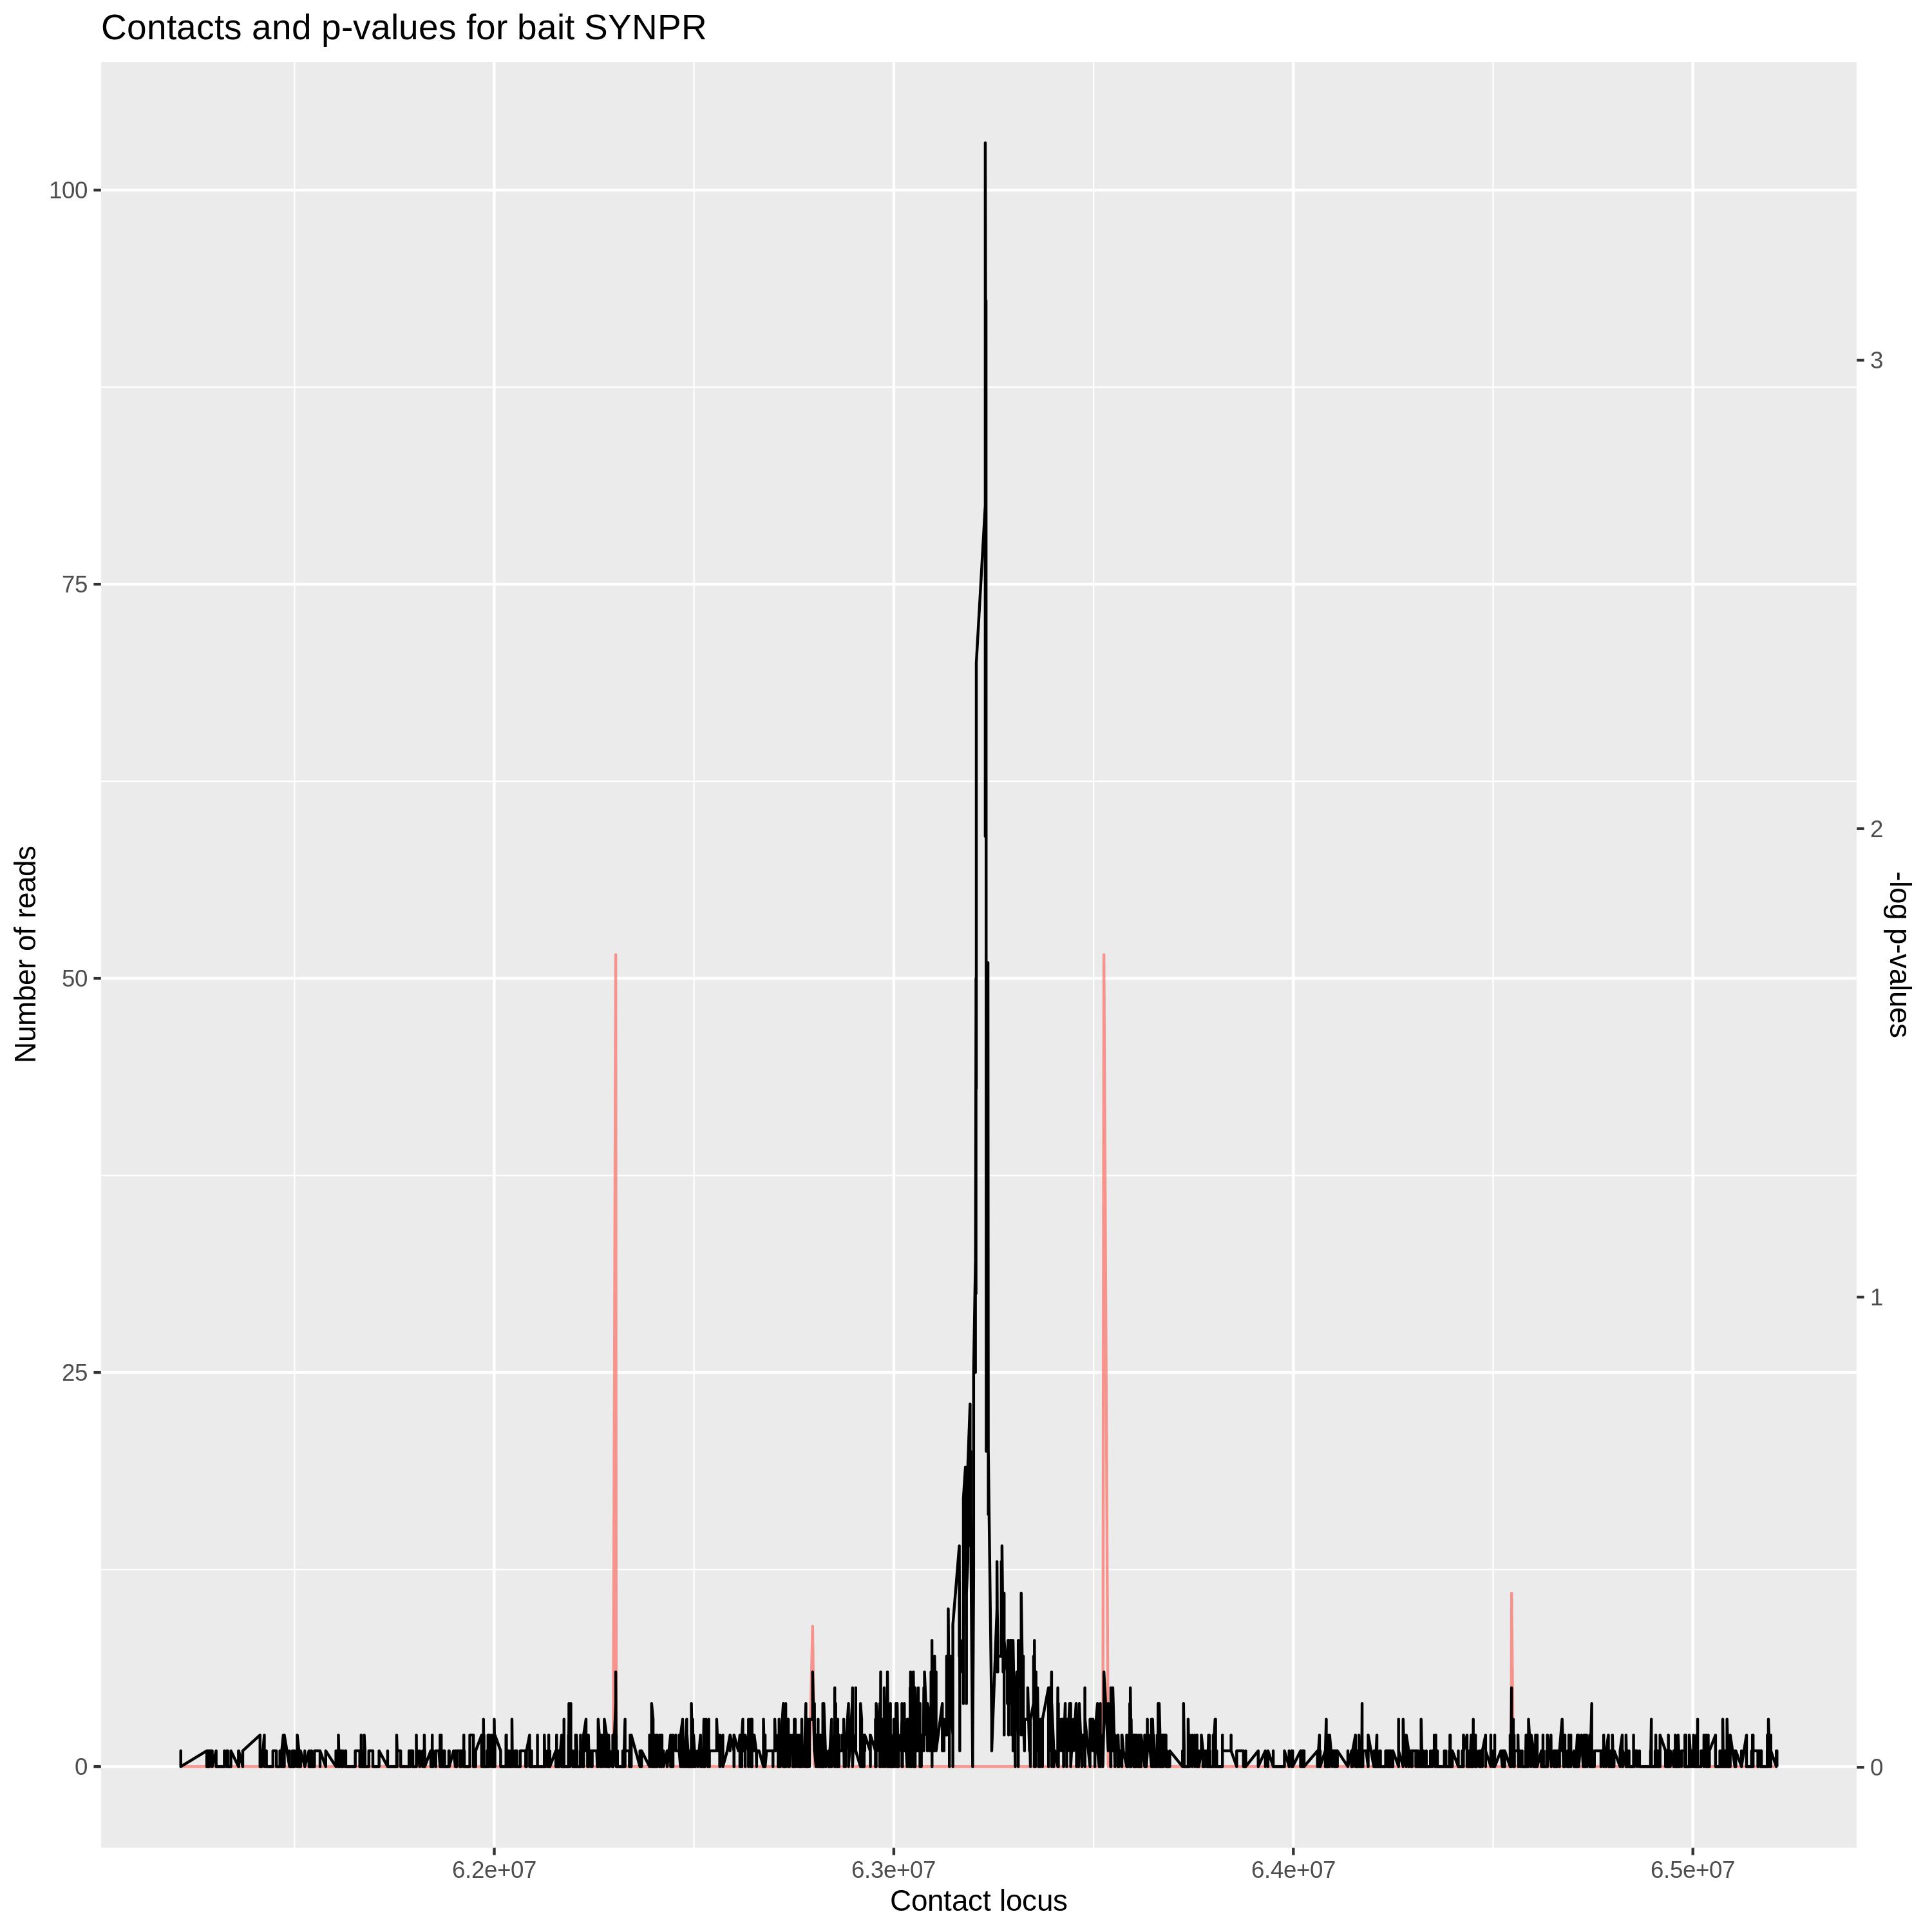 Contacts and p-values for bait SYNPR
100
75
50
25
0
Number of reads
3
2
1
0
-log p-values
6.2e+07
6.3e+07
6.4e+07
6.5e+07
Contact locus